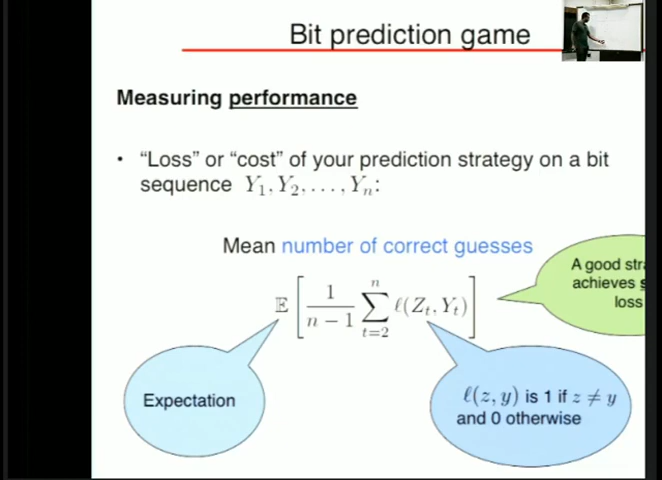 Bit prediction game
Measuring performance
• “Loss” or “cost” of your prediction strategy on a bit
sequence Y₁, Y₂, . . . , Yₙ:
Mean number of correct guesses
𝔼 [ 1/(n − 1) ∑ₜ₌₂ⁿ ℓ(Zₜ, Yₜ) ]
A good
achieves
loss
Expectation
ℓ(z, y) is 1 if z ≠ y
and 0 otherwise